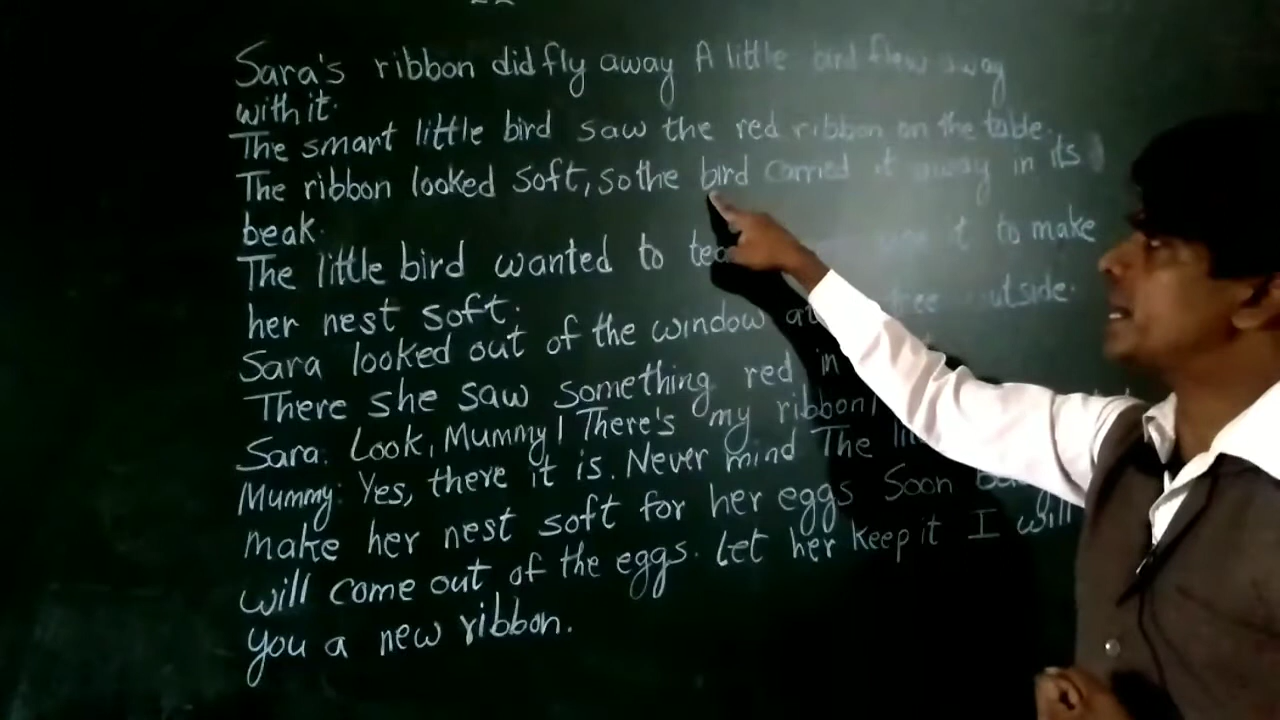 Sara's ribbon did fly away A little bird flew away
with it.
The smart little bird saw the red ribbon on the table.
The ribbon looked soft, so the bird carried it away in its
beak.
The little bird wanted to use it to make
her nest soft.
Sara looked out of the window at tree outside.
There she saw something red in
Sara: Look, Mummy! There's my ribbon!
Mummy: Yes, there it is. Never mind The
make her nest soft for her eggs Soon
will come out of the eggs. Let her keep it I will
you a new ribbon.